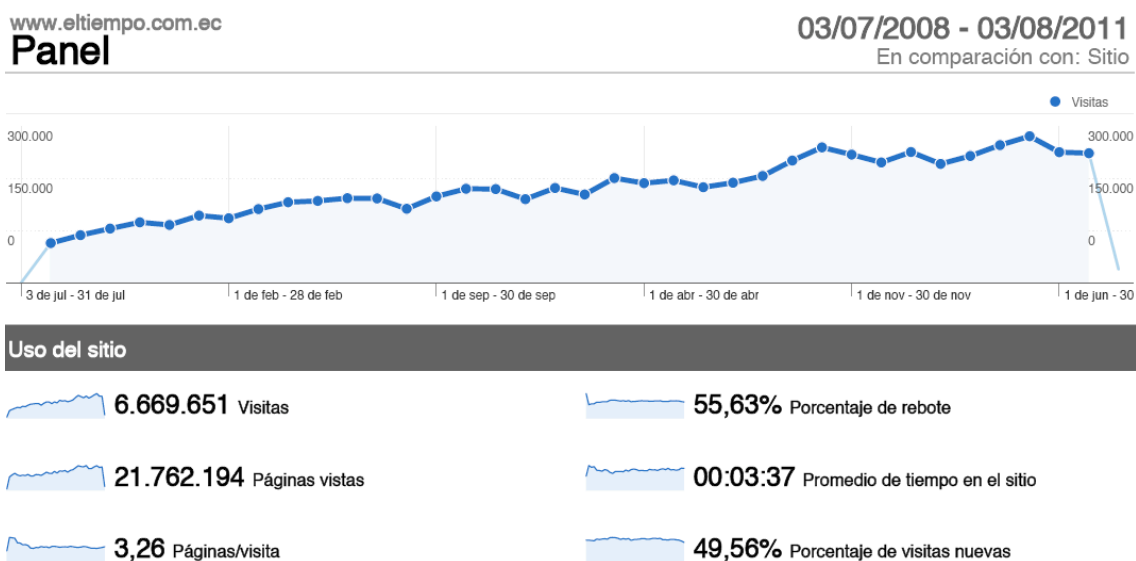 www.eltiempo.com.ec
Panel
03/07/2008 - 03/08/2011
En comparación con: Sitio
Visitas
300.000
300.000
150.000
150.000
0
0
3 de jul - 31 de jul
1 de feb - 28 de feb
1 de sep - 30 de sep
1 de abr - 30 de abr
1 de nov - 30 de nov
1 de jun - 30
Uso del sitio
6.669.651 Visitas
55,63% Porcentaje de rebote
21.762.194 Páginas vistas
00:03:37 Promedio de tiempo en el sitio
3,26 Páginas/visita
49,56% Porcentaje de visitas nuevas